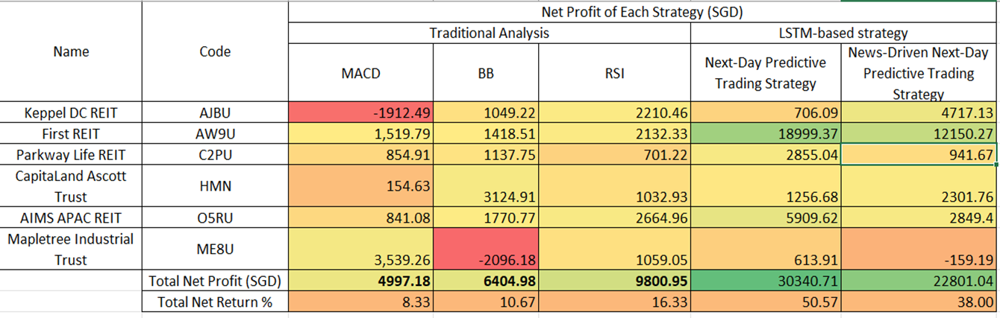 Net Profit of Each Strategy (SGD)
Name Code Traditional Analysis LSTM-based strategy
MACD BB RSI Next-Day Predictive Trading Strategy News-Driven Next-Day Predictive Trading Strategy
Keppel DC REIT AJBU -1912.49 1049.22 2210.46 706.09 4717.13
First REIT AW9U 1,519.79 1418.51 2132.33 18999.37 12150.27
Parkway Life REIT C2PU 854.91 1137.75 701.22 2855.04 941.67
CapitaLand Ascott Trust HMN 154.63 3124.91 1032.93 1256.68 2301.76
AIMS APAC REIT O5RU 841.08 1770.77 2664.96 5909.62 2849.4
Mapletree Industrial Trust ME8U 3,539.26 -2096.18 1059.05 613.91 -159.19
Total Net Profit (SGD) 4997.18 6404.98 9800.95 30340.71 22801.04
Total Net Return % 8.33 10.67 16.33 50.57 38.00